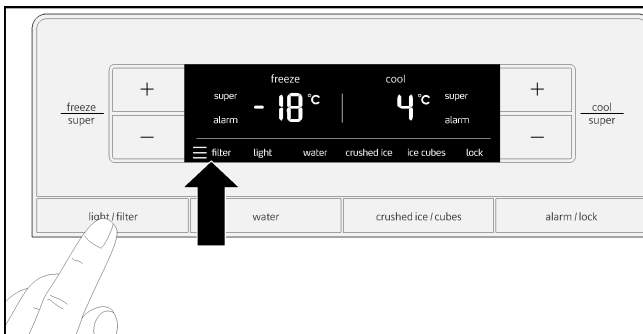 freeze cool
super super
- 18 °C 4 °C
alarm alarm
+ +
freeze cool
super super
− −
filter light water crushed ice ice cubes lock
light / filter water crushed ice / cubes alarm / lock